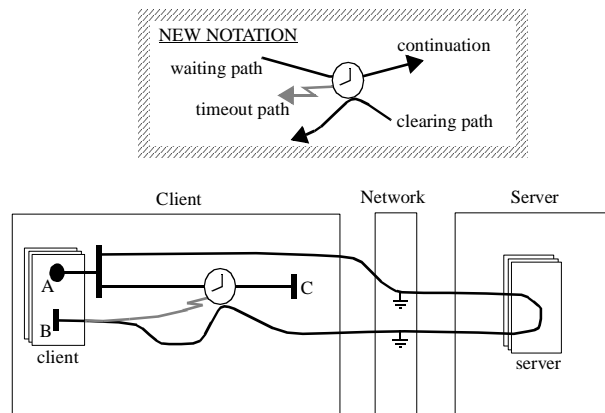 NEW NOTATION
continuation
waiting path
timeout path
clearing path
Client
Network
Server
A
C
B
client
server